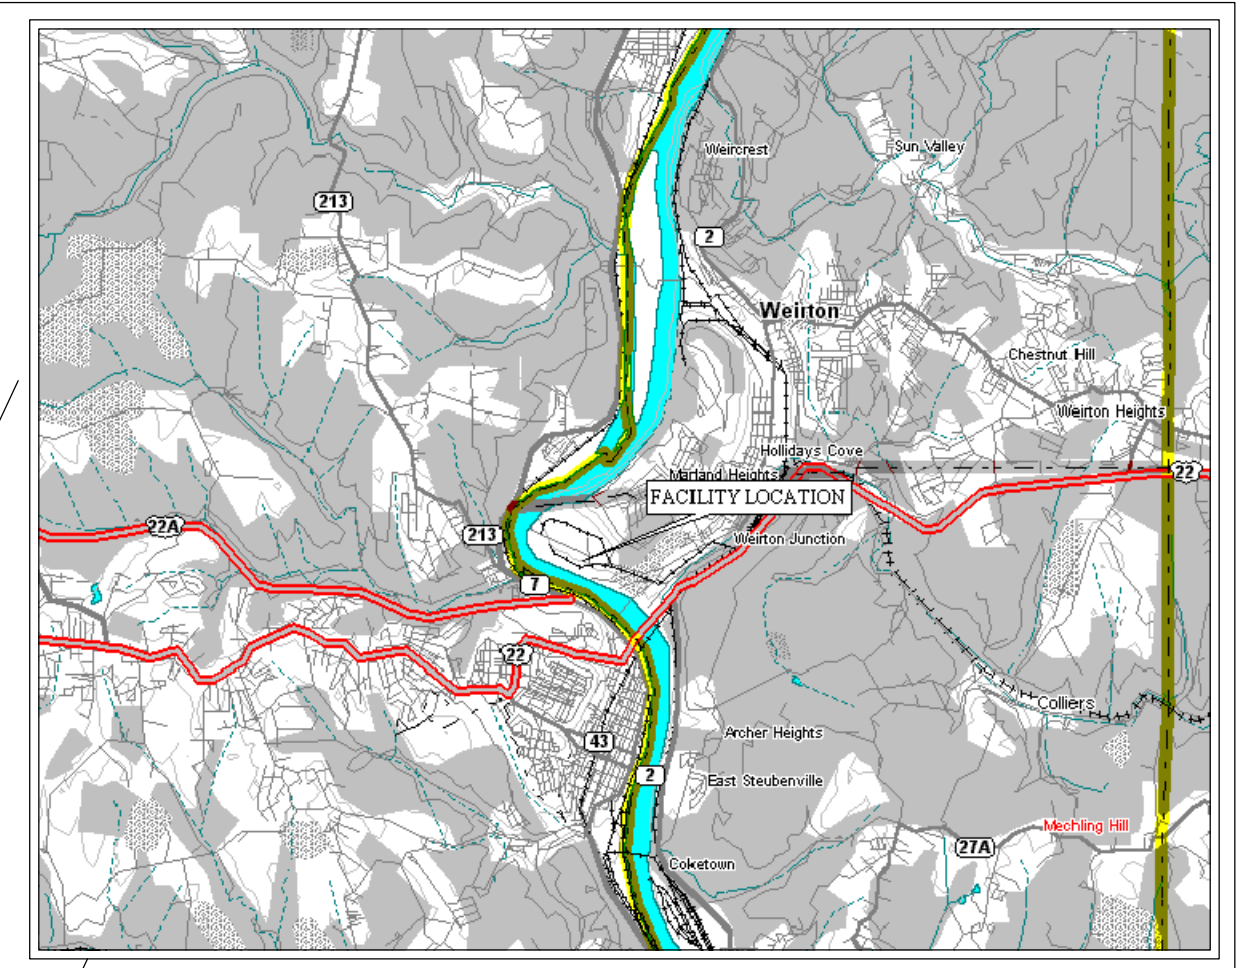 Weircrest
Sun Valley
213
2
Weirton
Chestnut Hill
Weirton Heights
Hollidays Cove
Marland Heights
22
FACILITY LOCATION
22A
213
Weirton Junction
7
22
Colliers
43
Archer Heights
2
East Steubenville
Mechling Hill
27A
Coketown